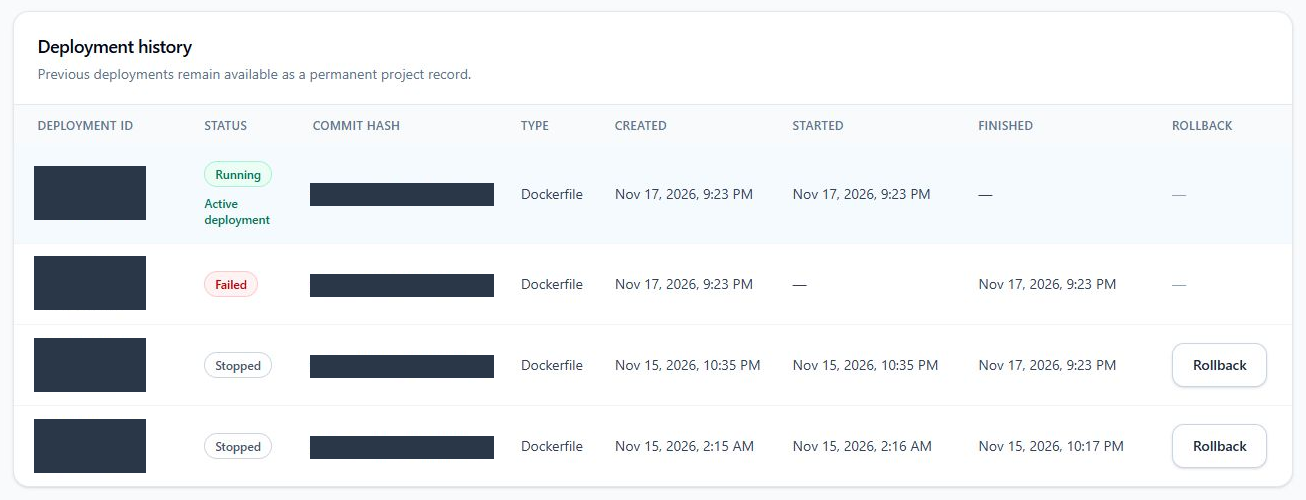 Deployment history
Previous deployments remain available as a permanent project record.
DEPLOYMENT ID STATUS COMMIT HASH TYPE CREATED STARTED FINISHED ROLLBACK
Running Active deployment Dockerfile Nov 17, 2026, 9:23 PM Nov 17, 2026, 9:23 PM — —
Failed Dockerfile Nov 17, 2026, 9:23 PM — Nov 17, 2026, 9:23 PM —
Stopped Dockerfile Nov 15, 2026, 10:35 PM Nov 15, 2026, 10:35 PM Nov 17, 2026, 9:23 PM Rollback
Stopped Dockerfile Nov 15, 2026, 2:15 AM Nov 15, 2026, 2:16 AM Nov 15, 2026, 10:17 PM Rollback